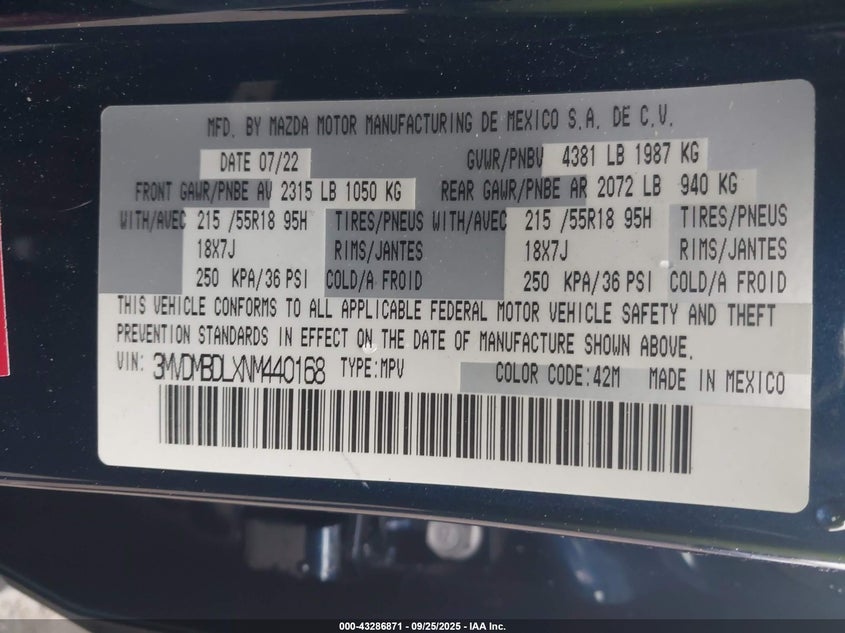 MFD. BY MAZDA MOTOR MANUFACTURING DE MEXICO S.A. DE C.V.
DATE 07/22 GVWR/PNBV 4381 LB 1987 KG
FRONT GAWR/PNBE AV 2315 LB 1050 KG REAR GAWR/PNBE AR 2072 LB 940 KG
WITH/AVEC 215 /55R18 95H TIRES/PNEUS WITH/AVEC 215 /55R18 95H TIRES/PNEUS
18X7J RIMS/JANTES 18X7J RIMS/JANTES
250 KPA/36 PSI COLD/A FROID 250 KPA/36 PSI COLD/A FROID
THIS VEHICLE CONFORMS TO ALL APPLICABLE FEDERAL MOTOR VEHICLE SAFETY AND THEFT
PREVENTION STANDARDS IN EFFECT ON THE DATE OF MANUFACTURE SHOWN ABOVE.
VIN: 3MVDMBDLXNM440168 TYPE:MPV COLOR CODE:42M MADE IN MEXICO
000-43286871 - 09/25/2025 - IAA Inc.